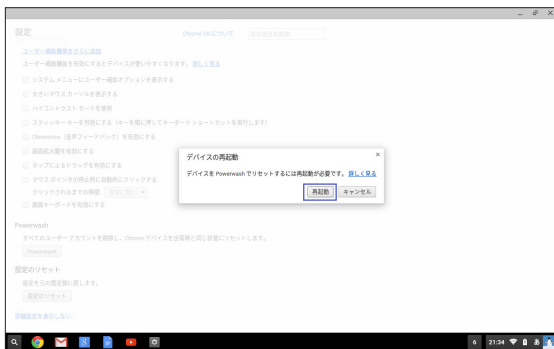 設定
Chrome OS について
設定項目を検索
ユーザー補助機能をさらに追加
ユーザー補助機能を有効にするとデバイスが使いやすくなります。 詳しく見る
システム メニューにユーザー補助オプションを表示する
大きいマウス カーソルを表示する
ハイコントラスト モードを使用
スティッキー キーを有効にする（キーを順に押してキーボード ショートカットを実行します）
ChromeVox（音声フィードバック）を有効にする
画面拡大鏡を有効にする
タップによるドラッグを有効にする
マウス ポインタの停止時に自動的にクリックする
クリックされるまでの時間
画面キーボードを有効にする
デバイスの再起動
デバイスを Powerwash でリセットするには再起動が必要です。 詳しく見る
再起動 キャンセル
Powerwash
すべてのユーザー アカウントを削除し、Chrome デバイスを出荷時と同じ状態にリセットします。
Powerwash
設定のリセット
設定を元の既定値に戻します。
設定のリセット
詳細設定を表示しない...
6 21:34 あ